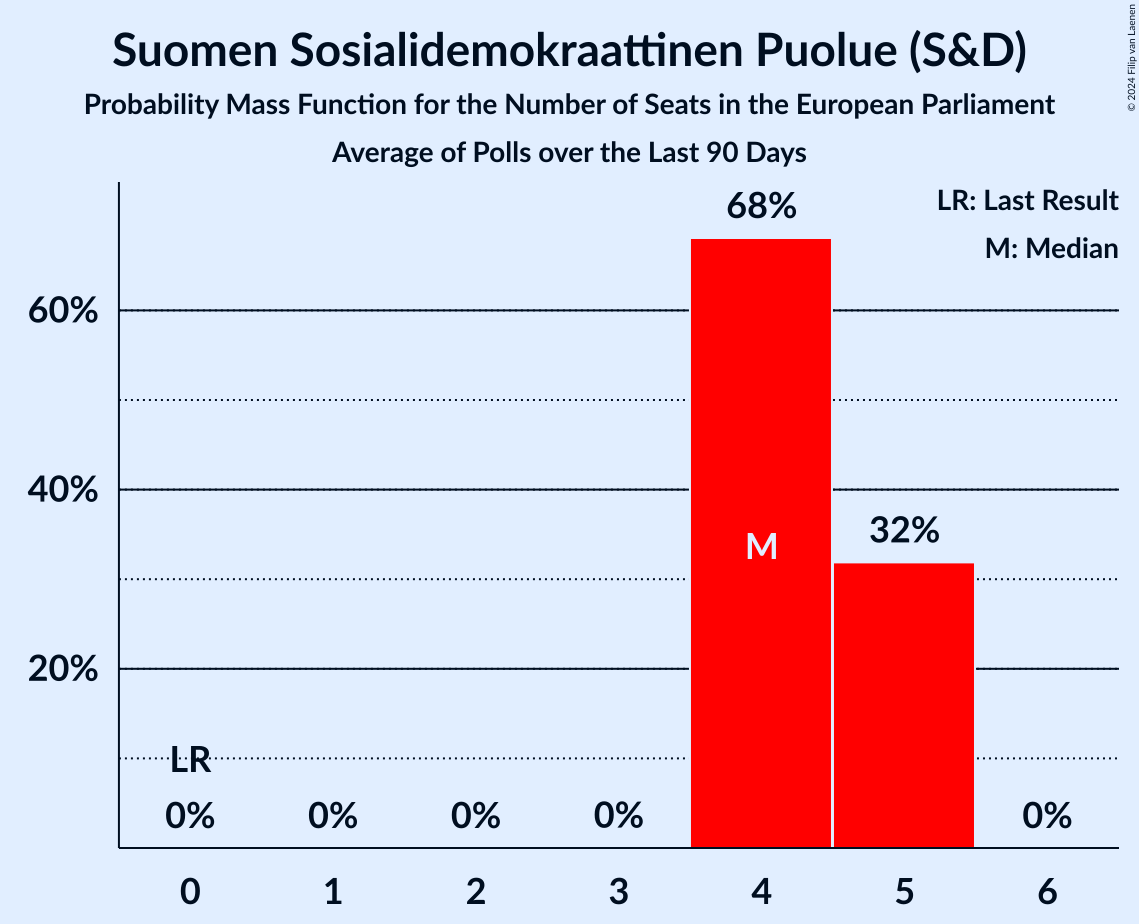 Suomen Sosialidemokraattinen Puolue (S&D)
Probability Mass Function for the Number of Seats in the European Parliament
Average of Polls over the Last 90 Days
© 2024 Filip van Laenen
LR: Last Result
M: Median
68%
60%
40%
32%
M
20%
LR
0% 0% 0% 0% 0%
0 1 2 3 4 5 6